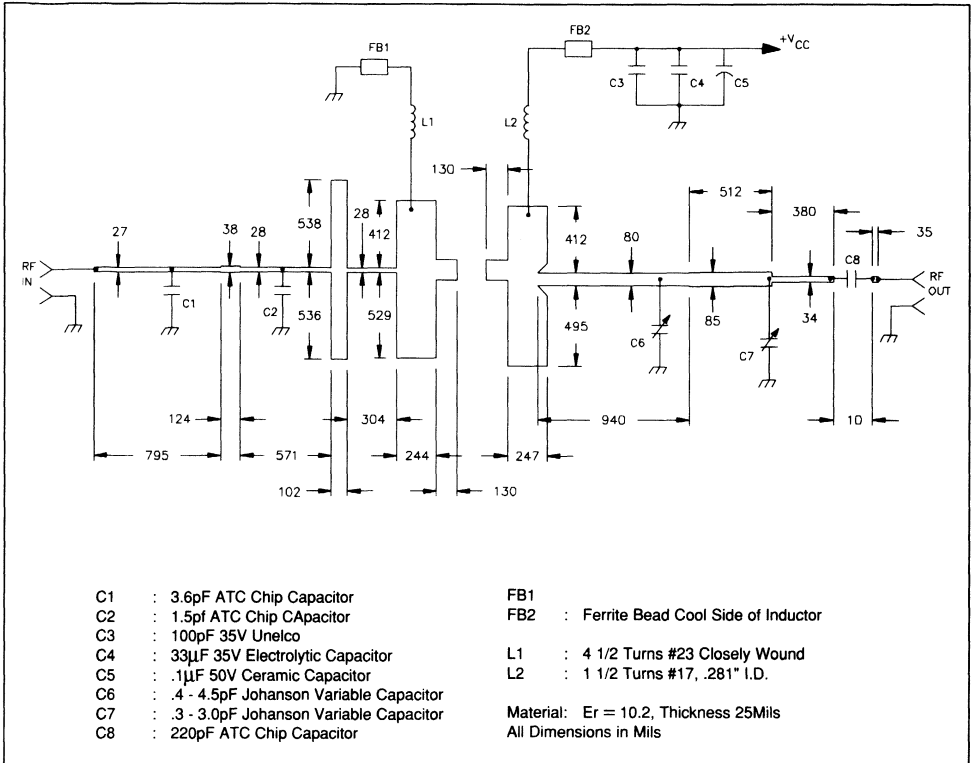 FB1
FB2
+VCC
C3
C4
C5
L1
L2
130
512
380
35
538
28
412
27
38
28
412
80
C8
RF
IN
RF
OUT
C1
C2
536
529
495
C6
85
C7
34
124
304
940
10
795
571
244
247
102
130
C1 : 3.6pF ATC Chip Capacitor
C2 : 1.5pf ATC Chip CApacitor
C3 : 100pF 35V Unelco
C4 : 33µF 35V Electrolytic Capacitor
C5 : .1µF 50V Ceramic Capacitor
C6 : .4 - 4.5pF Johanson Variable Capacitor
C7 : .3 - 3.0pF Johanson Variable Capacitor
C8 : 220pF ATC Chip Capacitor
FB1
FB2 : Ferrite Bead Cool Side of Inductor
L1 : 4 1/2 Turns #23 Closely Wound
L2 : 1 1/2 Turns #17, .281" I.D.
Material: Er = 10.2, Thickness 25Mils
All Dimensions in Mils